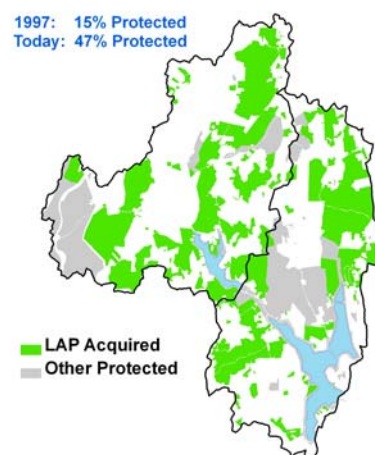 1997: 15% Protected
Today: 47% Protected
LAP Acquired
Other Protected